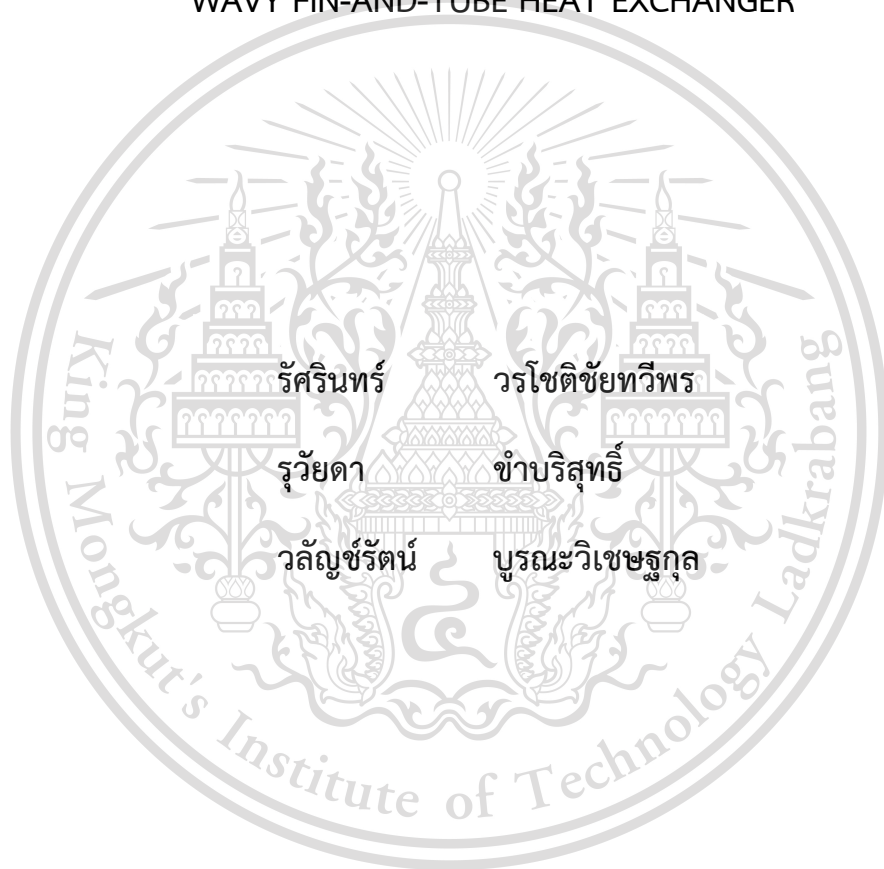 WAVY FIN-AND-TUBE HEAT EXCHANGER
รัศรินทร์ วรโชติชัยทวีพร
รุวัยดา ขำบริสุทธิ์
วลัญช์รัตน์ บูรณะวิเชษฐกุล
King Mongkut's Institute of Technology Ladkrabang